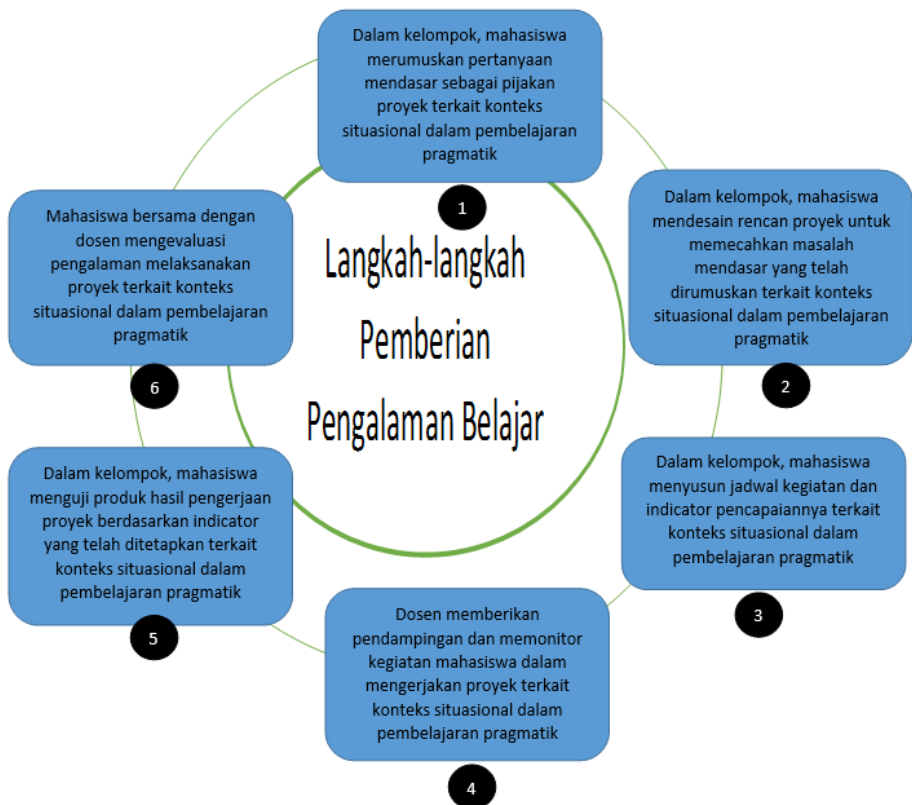 Dalam kelompok, mahasiswa
merumuskan pertanyaan
mendasar sebagai pijakan
proyek terkait konteks
situasional dalam pembelajaran
pragmatik
1
Dalam kelompok, mahasiswa
mendesain rencan proyek untuk
memecahkan masalah
mendasar yang telah
dirumuskan terkait konteks
situasional dalam pembelajaran
pragmatik
2
Dalam kelompok, mahasiswa
menyusun jadwal kegiatan dan
indicator pencapaiannya terkait
konteks situasional dalam
pembelajaran pragmatik
3
Dosen memberikan
pendampingan dan memonitor
kegiatan mahasiswa dalam
mengerjakan proyek terkait
konteks situasional dalam
pembelajaran pragmatik
4
Dalam kelompok, mahasiswa
menguji produk hasil pengerjaan
proyek berdasarkan indicator
yang telah ditetapkan terkait
konteks situasional dalam
pembelajaran pragmatik
5
Mahasiswa bersama dengan
dosen mengevaluasi
pengalaman melaksanakan
proyek terkait konteks
situasional dalam pembelajaran
pragmatik
6
Langkah-langkah
Pemberian
Pengalaman Belajar